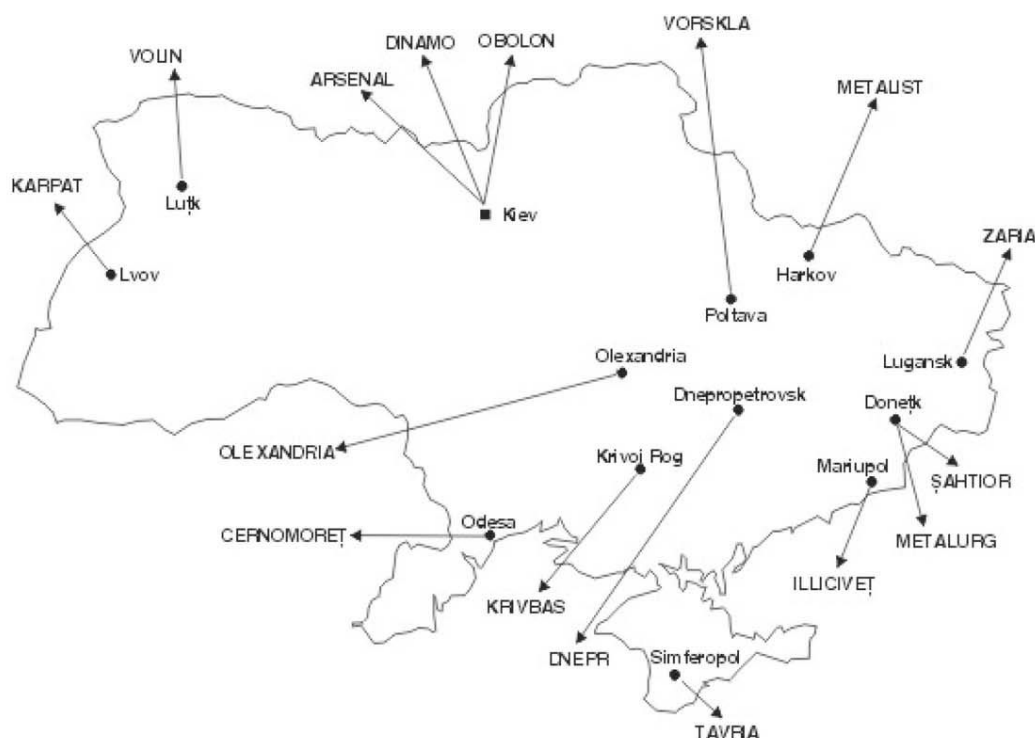 VORSKLA
DINAMO
OBOLON
VOLIN
ARSENAL
METALIST
KARPAT
Luțk
Kiev
ZARIA
Lvov
Harkov
Poltava
Olexandria
Lugansk
Dnepropetrovsk
Donețk
OLEXANDRIA
Krivoj Rog
Mariupol
ȘAHTIOR
Odesa
CERNOMOREȚ
METALURG
ILLICIVEȚ
KRIVBAS
DNEPR
Simferopol
TAVRIA